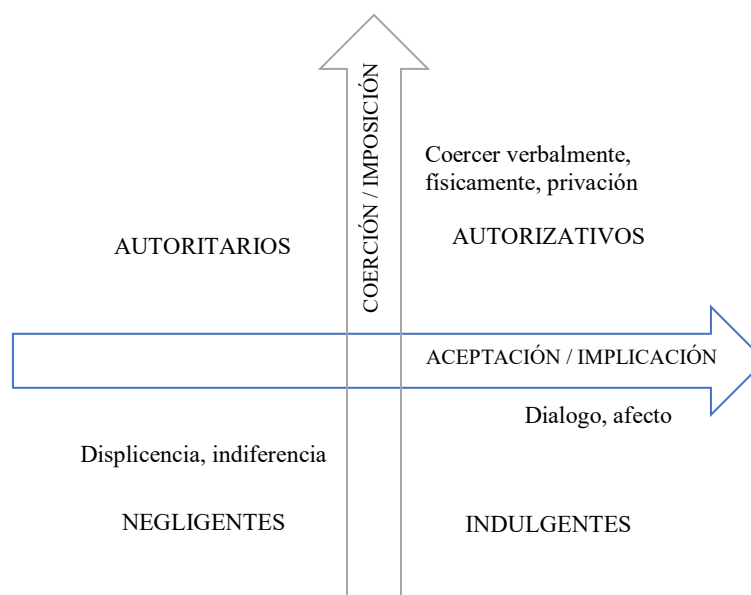 COERCIÓN / IMPOSICIÓN
Coercer verbalmente,
físicamente, privación
AUTORITARIOS
AUTORIZATIVOS
ACEPTACIÓN / IMPLICACIÓN
Dialogo, afecto
Displicencia, indiferencia
NEGLIGENTES
INDULGENTES